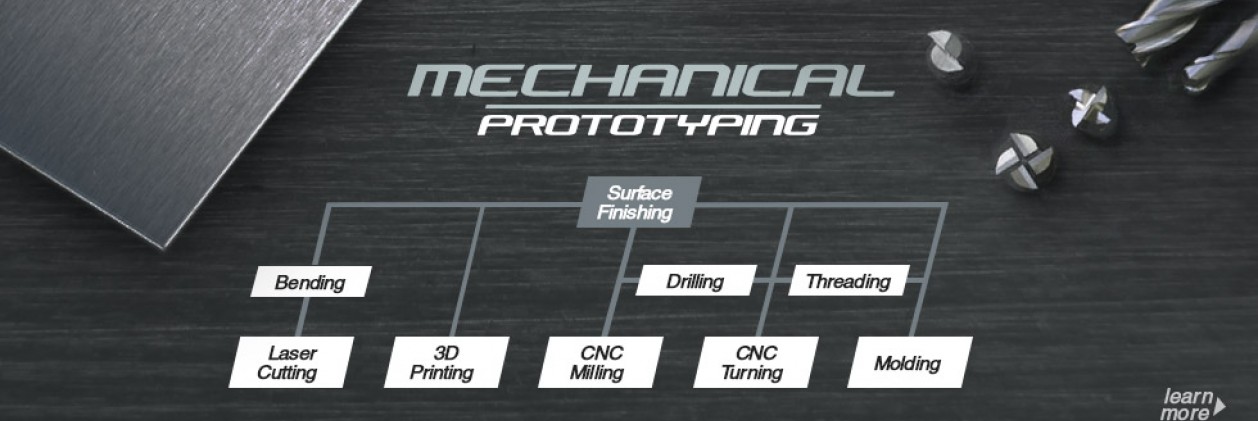 MECHANICAL
PROTOTYPING
Surface
Finishing
Bending
Drilling
Threading
Laser
Cutting
3D
Printing
CNC
Milling
CNC
Turning
Molding
learn
more